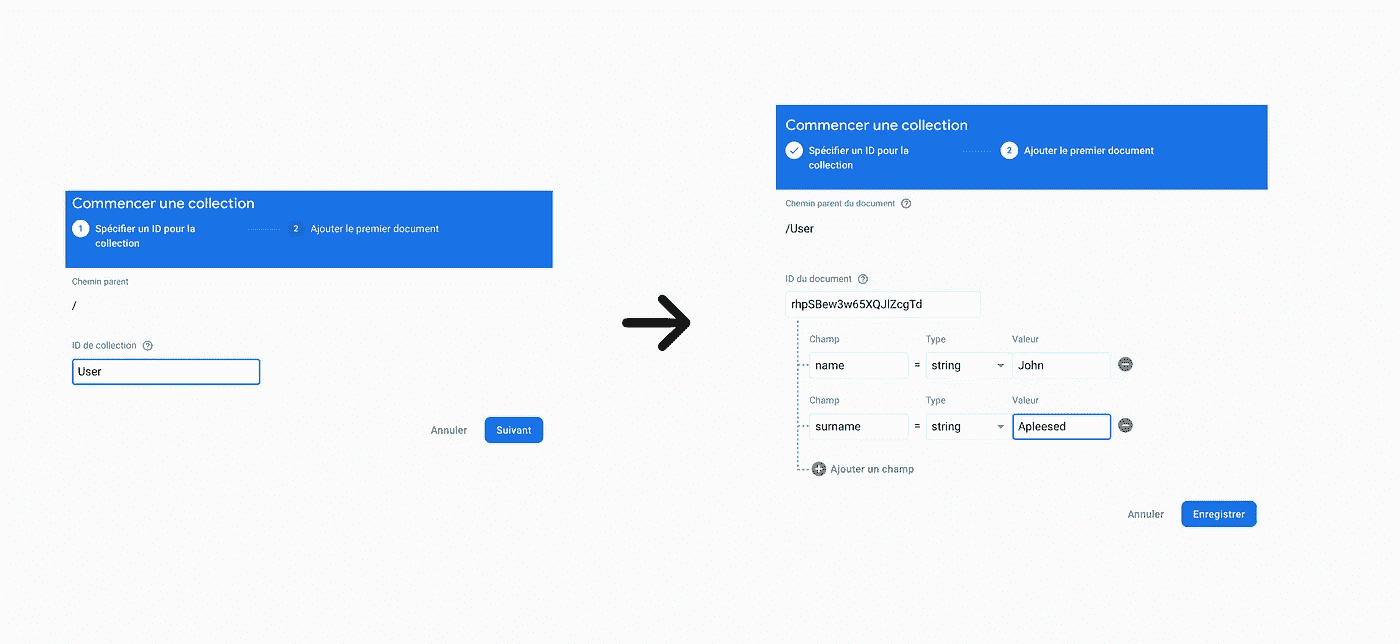 Commencer une collection
1 Spécifier un ID pour la
collection
2 Ajouter le premier document
Chemin parent
/
ID de collection ?
User
Annuler Suivant
Commencer une collection
Spécifier un ID pour la
collection
2 Ajouter le premier document
Chemin parent du document ?
/User
ID du document ?
rhpSBew3w65XQJlZcgTd
Champ Type Valeur
name = string John
Champ Type Valeur
surname = string Apleesed
Ajouter un champ
Annuler Enregistrer